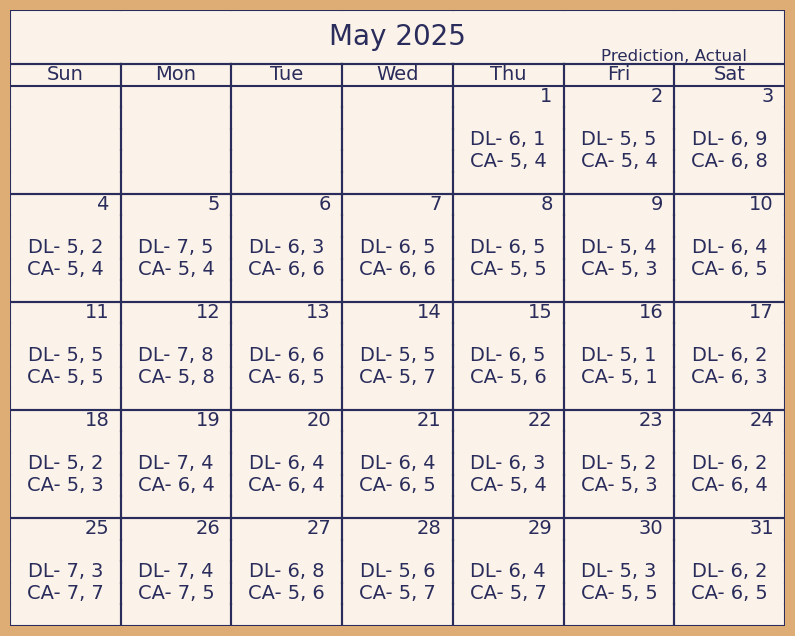 May 2025
Prediction, Actual
Sun Mon Tue Wed Thu Fri Sat
1 2 3
DL- 6, 1 DL- 5, 5 DL- 6, 9
CA- 5, 4 CA- 5, 4 CA- 6, 8
4 5 6 7 8 9 10
DL- 5, 2 DL- 7, 5 DL- 6, 3 DL- 6, 5 DL- 6, 5 DL- 5, 4 DL- 6, 4
CA- 5, 4 CA- 5, 4 CA- 6, 6 CA- 6, 6 CA- 5, 5 CA- 5, 3 CA- 6, 5
11 12 13 14 15 16 17
DL- 5, 5 DL- 7, 8 DL- 6, 6 DL- 5, 5 DL- 6, 5 DL- 5, 1 DL- 6, 2
CA- 5, 5 CA- 5, 8 CA- 6, 5 CA- 5, 7 CA- 5, 6 CA- 5, 1 CA- 6, 3
18 19 20 21 22 23 24
DL- 5, 2 DL- 7, 4 DL- 6, 4 DL- 6, 4 DL- 6, 3 DL- 5, 2 DL- 6, 2
CA- 5, 3 CA- 6, 4 CA- 6, 4 CA- 6, 5 CA- 5, 4 CA- 5, 3 CA- 6, 4
25 26 27 28 29 30 31
DL- 7, 3 DL- 7, 4 DL- 6, 8 DL- 5, 6 DL- 6, 4 DL- 5, 3 DL- 6, 2
CA- 7, 7 CA- 7, 5 CA- 5, 6 CA- 5, 7 CA- 5, 7 CA- 5, 5 CA- 6, 5